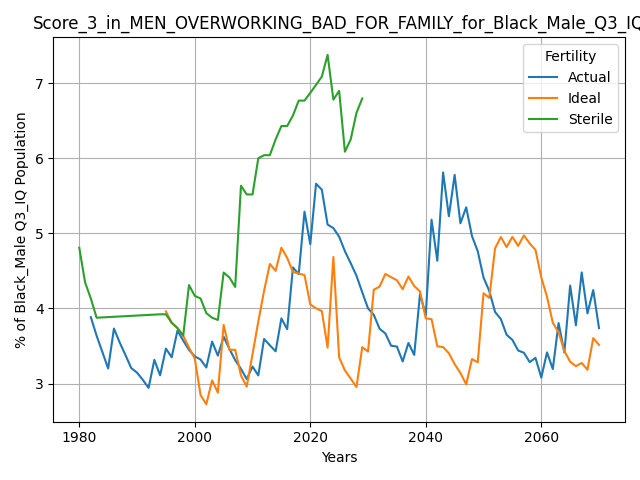 Score_3_in_MEN_OVERWORKING_BAD_FOR_FAMILY_for_Black_Male_Q3_IQ
% of Black_Male Q3_IQ Population
7
6
5
4
3
Fertility
Actual
Ideal
Sterile
1980
2000
2020
2040
2060
Years